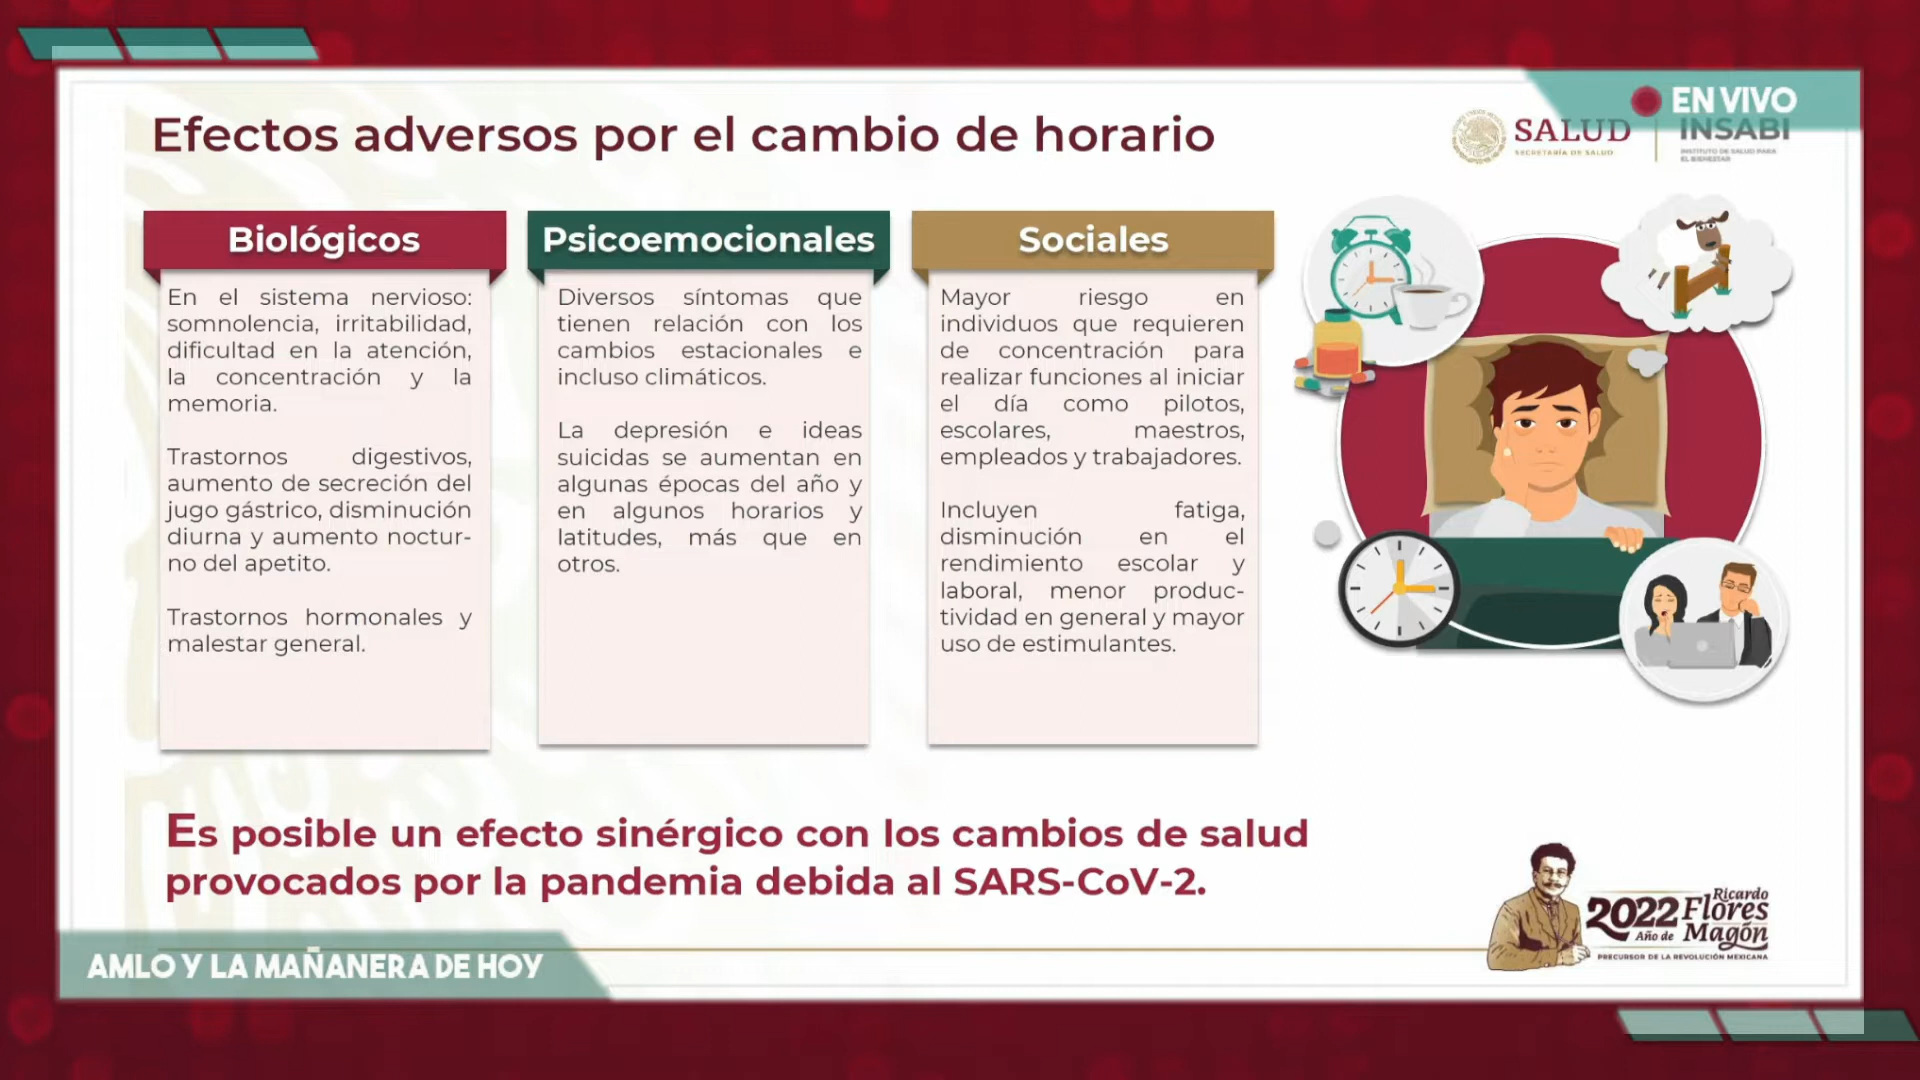 Efectos adversos por el cambio de horario
EN VIVO
SALUD
SECRETARÍA DE SALUD
INSABI
INSTITUTO DE SALUD PARA
EL BIENESTAR
Biológicos
En el sistema nervioso:
somnolencia, irritabilidad,
dificultad en la atención,
la concentración y la
memoria.
Trastornos digestivos,
aumento de secreción del
jugo gástrico, disminución
diurna y aumento noctur-
no del apetito.
Trastornos hormonales y
malestar general.
Psicoemocionales
Diversos síntomas que
tienen relación con los
cambios estacionales e
incluso climáticos.
La depresión e ideas
suicidas se aumentan en
algunas épocas del año y
en algunos horarios y
latitudes, más que en
otros.
Sociales
Mayor riesgo en
individuos que requieren
de concentración para
realizar funciones al iniciar
el día como pilotos,
escolares, maestros,
empleados y trabajadores.
Incluyen fatiga,
disminución en el
rendimiento escolar y
laboral, menor produc-
tividad en general y mayor
uso de estimulantes.
Es posible un efecto sinérgico con los cambios de salud
provocados por la pandemia debida al SARS-CoV-2.
2022 Ricardo
Flores
Año de Magón
PRECURSOR DE LA REVOLUCIÓN MEXICANA
AMLO Y LA MAÑANERA DE HOY